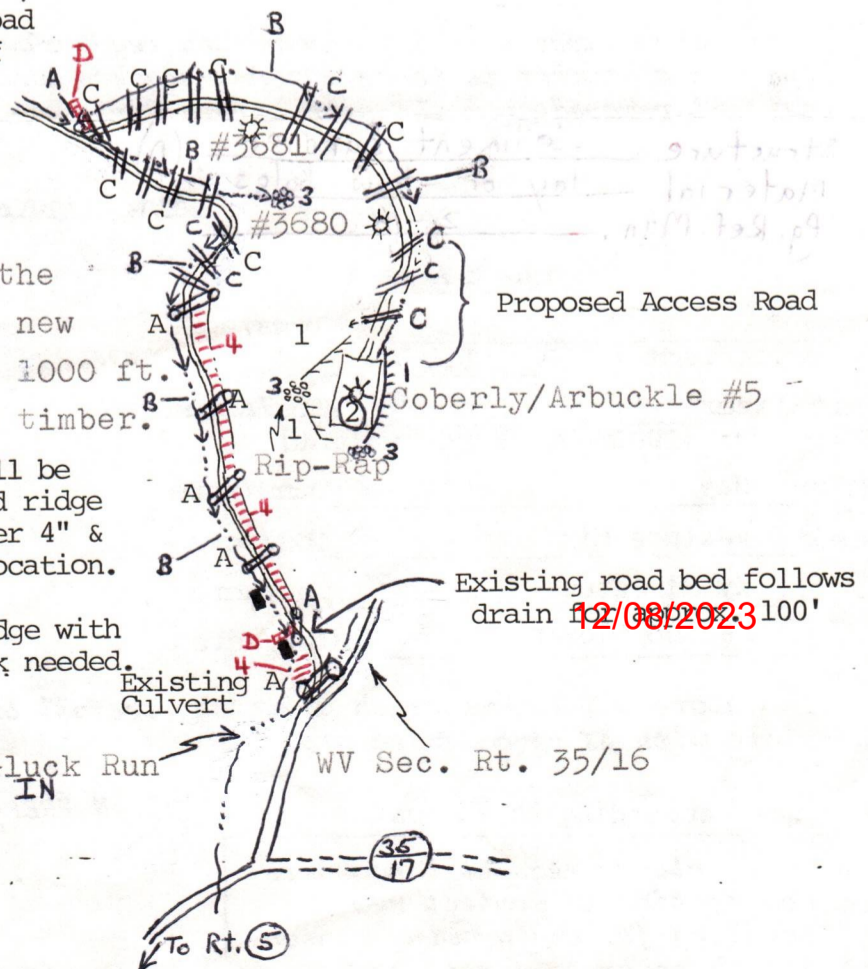 oad
B
D
A
C
C
C
C
C
C
#3681
B
3
C
C
C
B
#3680
C
C
C
C
C
C
B
the
new
1000 ft.
timber.
A
4
Proposed Access Road
1
3
1
2
1
Coberly/Arbuckle #5
3
Rip-Rap
B
A
ll be
d ridge
er 4" &
ocation.
A
4
B
A
A
Existing road bed follows
drain for approx. 100'
12/08/2023
dge with
k needed.
D
4
Existing A
Culvert
luck Run
IN
WV Sec. Rt. 35/16
35
17
To Rt. 5